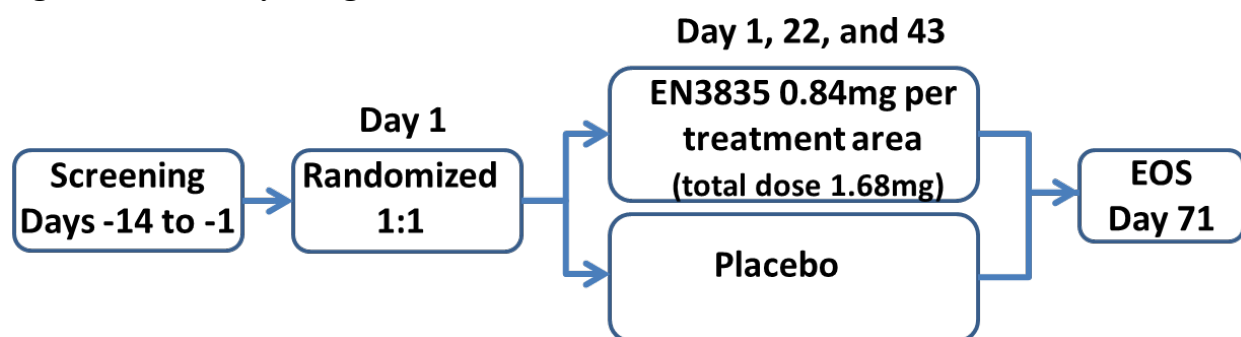 Day 1, 22, and 43
EN3835 0.84mg per
treatment area
(total dose 1.68mg)
Day 1
Screening
Days -14 to -1
Randomized
1:1
EOS
Day 71
Placebo